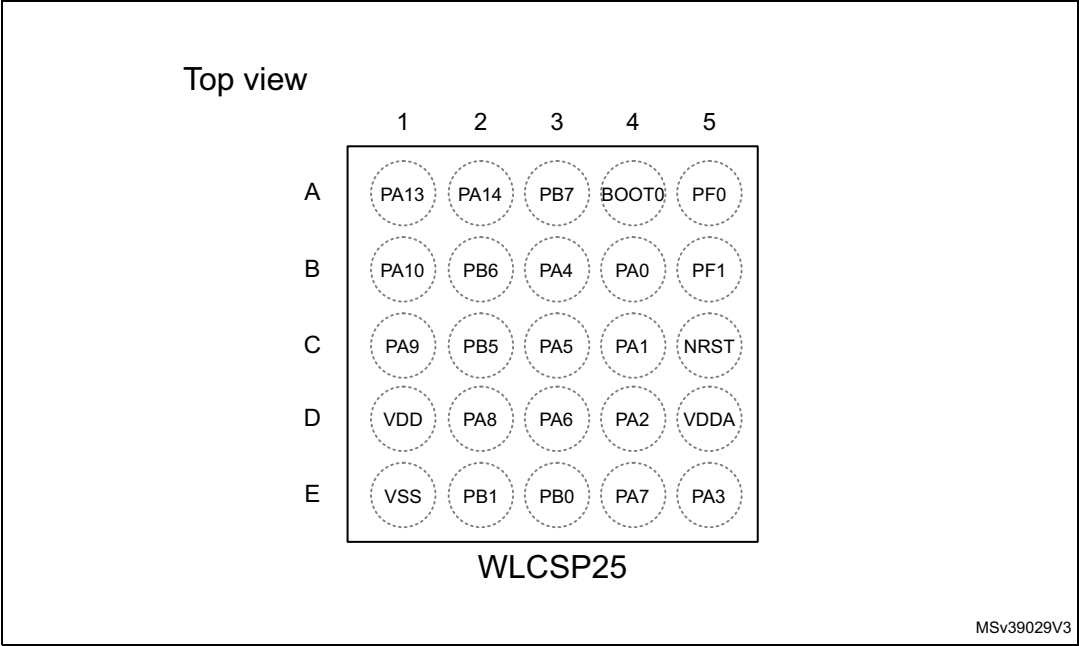 Top view
1 2 3 4 5
A PA13 PA14 PB7 BOOT0 PF0
B PA10 PB6 PA4 PA0 PF1
C PA9 PB5 PA5 PA1 NRST
D VDD PA8 PA6 PA2 VDDA
E VSS PB1 PB0 PA7 PA3
WLCSP25
MSv39029V3